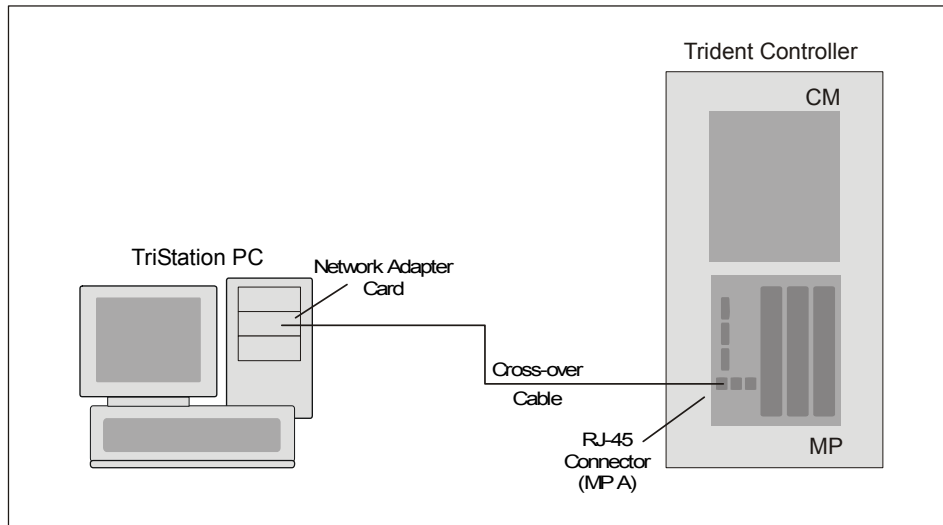 Trident Controller
CM
TriStation PC
Network Adapter
Card
Cross-over
Cable
RJ-45
Connector
(MP A)
MP